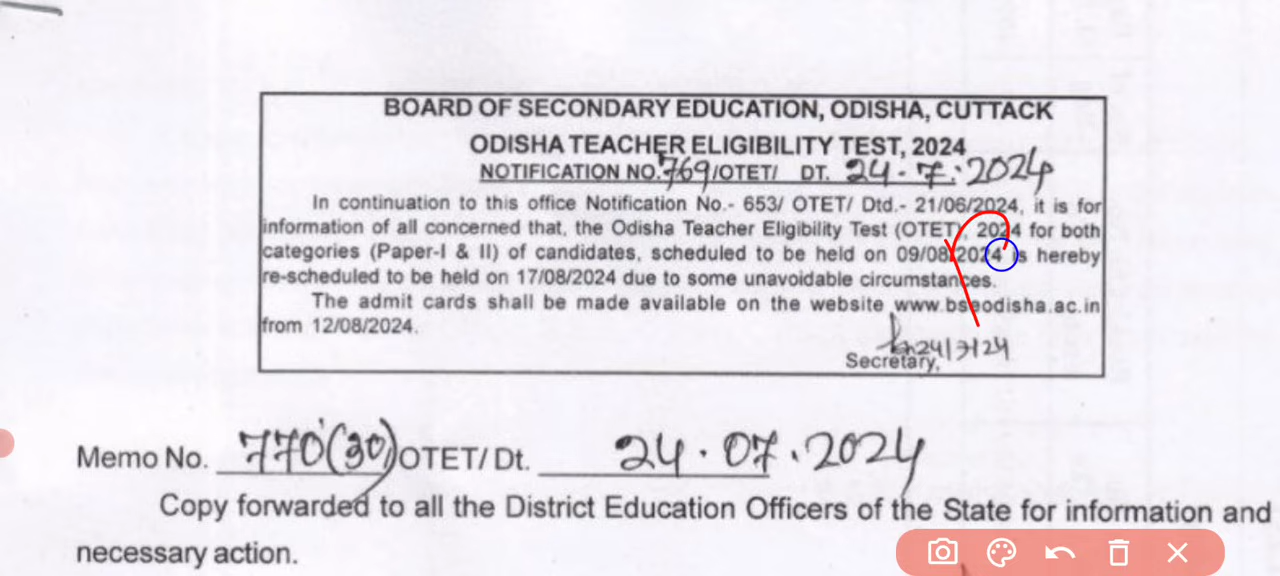 BOARD OF SECONDARY EDUCATION, ODISHA, CUTTACK
ODISHA TEACHER ELIGIBILITY TEST, 2024
NOTIFICATION NO. 769/OTET/ DT. 24-7.2024
In continuation to this office Notification No.- 653/ OTET/ Dtd.- 21/06/2024, it is for
information of all concerned that, the Odisha Teacher Eligibility Test (OTET), 2024 for both
categories (Paper-I & II) of candidates, scheduled to be held on 09/08/2024 is hereby
re-scheduled to be held on 17/08/2024 due to some unavoidable circumstances.
The admit cards shall be made available on the website www.bseodisha.ac.in
from 12/08/2024.
24/7/24
Secretary,
Memo No. 770(30)OTET/ Dt. 24.07.2024
Copy forwarded to all the District Education Officers of the State for information and
necessary action.